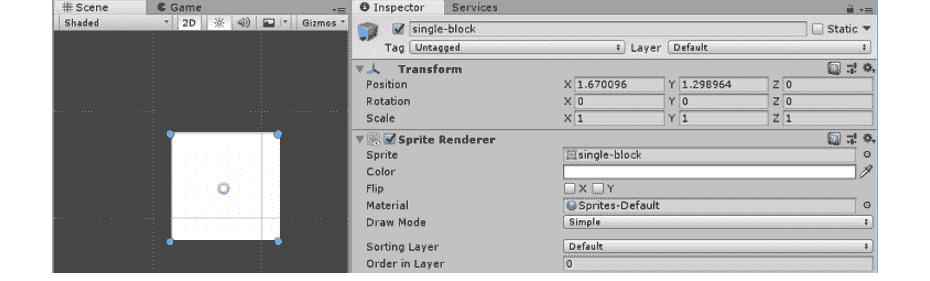 Scene Game
Shaded 2D Gizmos
Inspector Services
single-block Static
Tag Untagged Layer Default
Transform
Position X 1.670096 Y 1.298964 Z 0
Rotation X 0 Y 0 Z 0
Scale X 1 Y 1 Z 1
Sprite Renderer
Sprite single-block
Color
Flip X Y
Material Sprites-Default
Draw Mode Simple
Sorting Layer Default
Order in Layer 0